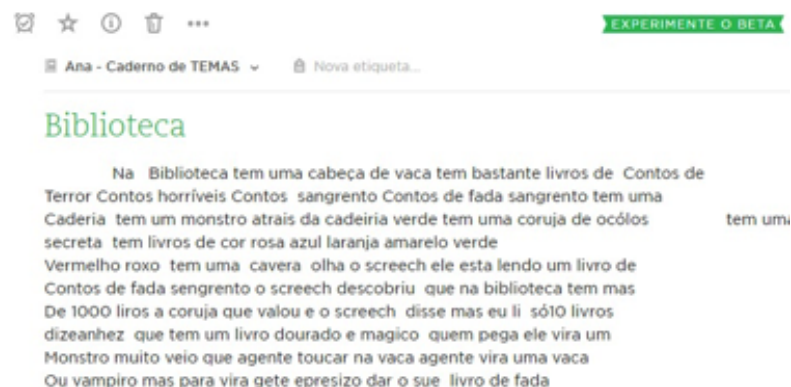 EXPERIMENTE O BETA
Ana - Caderno de TEMAS Nova etiqueta...
Biblioteca
Na Biblioteca tem uma cabeça de vaca tem bastante livros de Contos de
Terror Contos horríveis Contos sangrento Contos de fada sangrento tem uma
Caderia tem um monstro atrais da cadeiria verde tem uma coruja de ocólos tem uma
secreta tem livros de cor rosa azul laranja amarelo verde
Vermelho roxo tem uma cavera olha o screech ele esta lendo um livro de
Contos de fada sengrento o screech descobriu que na biblioteca tem mas
De 1000 liros a coruja que valou e o screech disse mas eu li só10 livros
dizeanhez que tem um livro dourado e magico quem pega ele vira um
Monstro muito veio que agente toucar na vaca agente vira uma vaca
Ou vampiro mas para vira gete epresizo dar o sue livro de fada